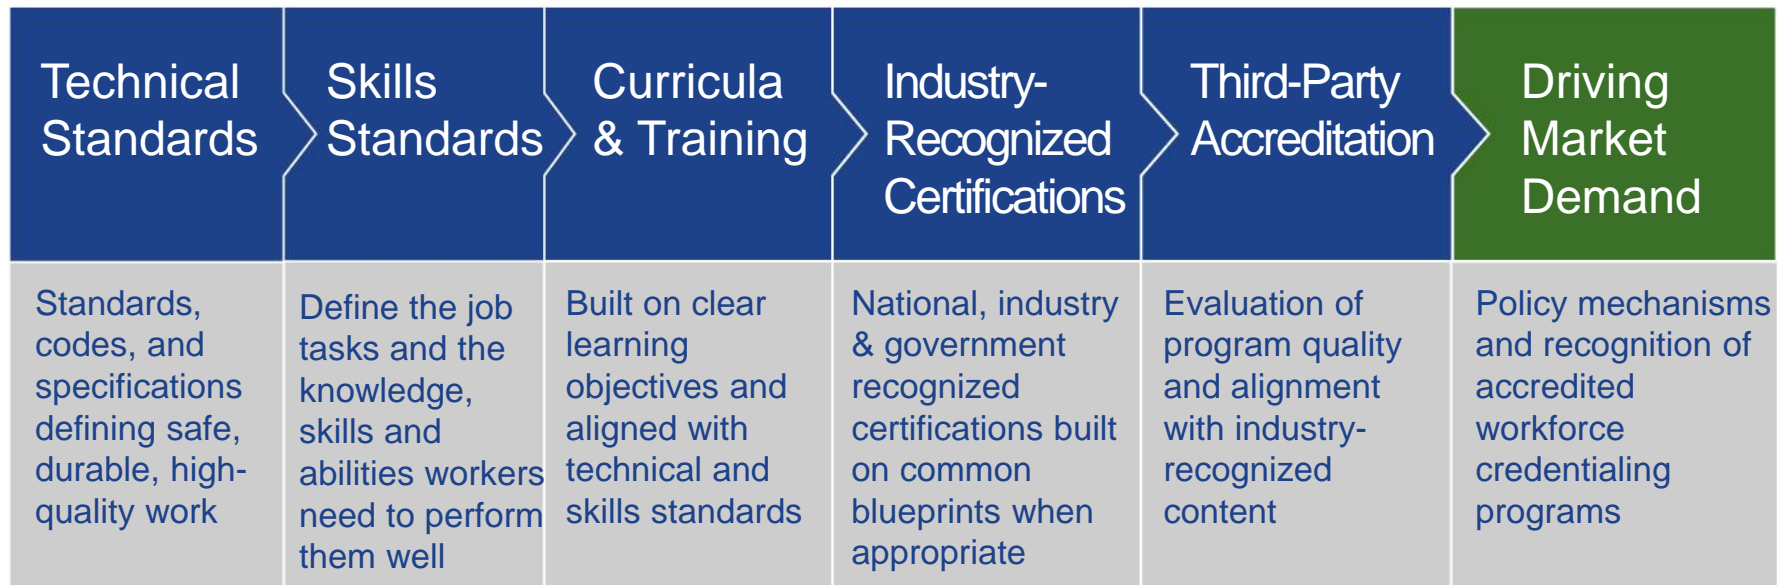 Technical
Standards
Skills
Standards
Curricula
& Training
Industry-
Recognized
Certifications
Third-Party
Accreditation
Driving
Market
Demand
Standards,
codes, and
specifications
defining safe,
durable, high-
quality work
Define the job
tasks and the
knowledge,
skills and
abilities workers
need to perform
them well
Built on clear
learning
objectives and
aligned with
technical and
skills standards
National, industry
& government
recognized
certifications built
on common
blueprints when
appropriate
Evaluation of
program quality
and alignment
with industry-
recognized
content
Policy mechanisms
and recognition of
accredited
workforce
credentialing
programs